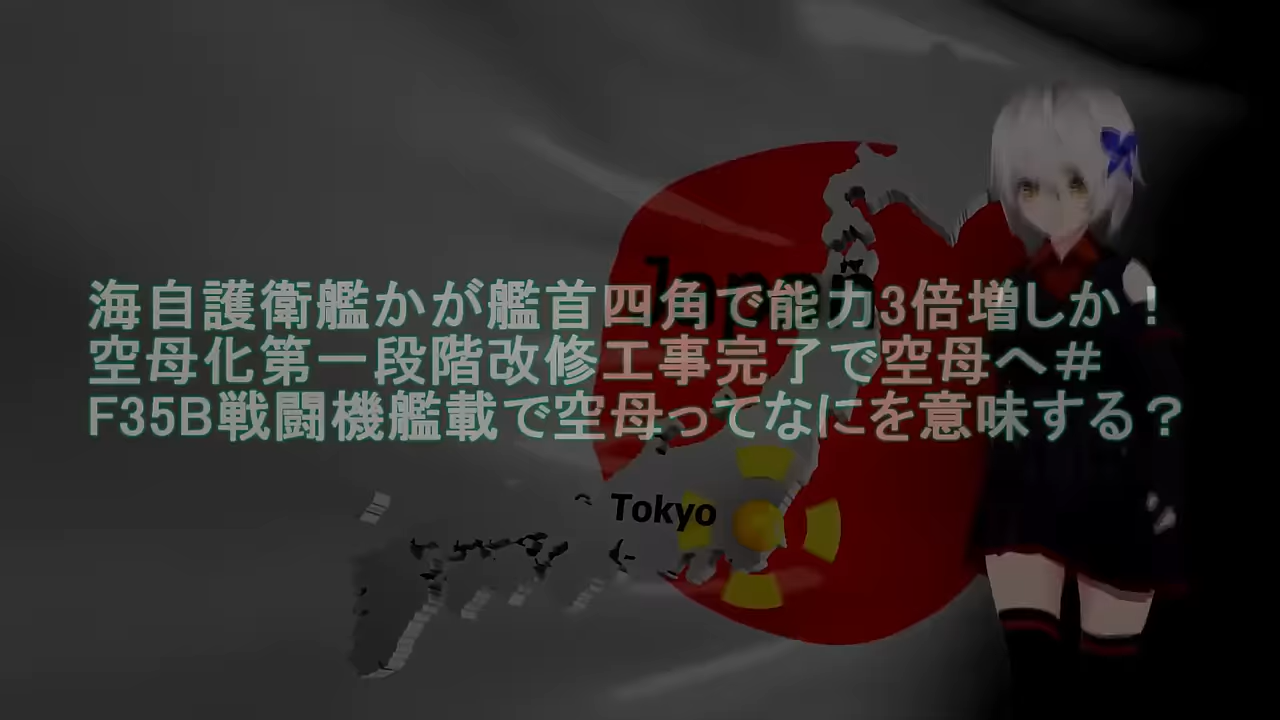 Japan
海自護衛艦かが艦首四角で能力3倍増しか！
空母化第一段階改修工事完了で空母へ＃
F35B戦闘機艦載で空母ってなにを意味する？
Tokyo